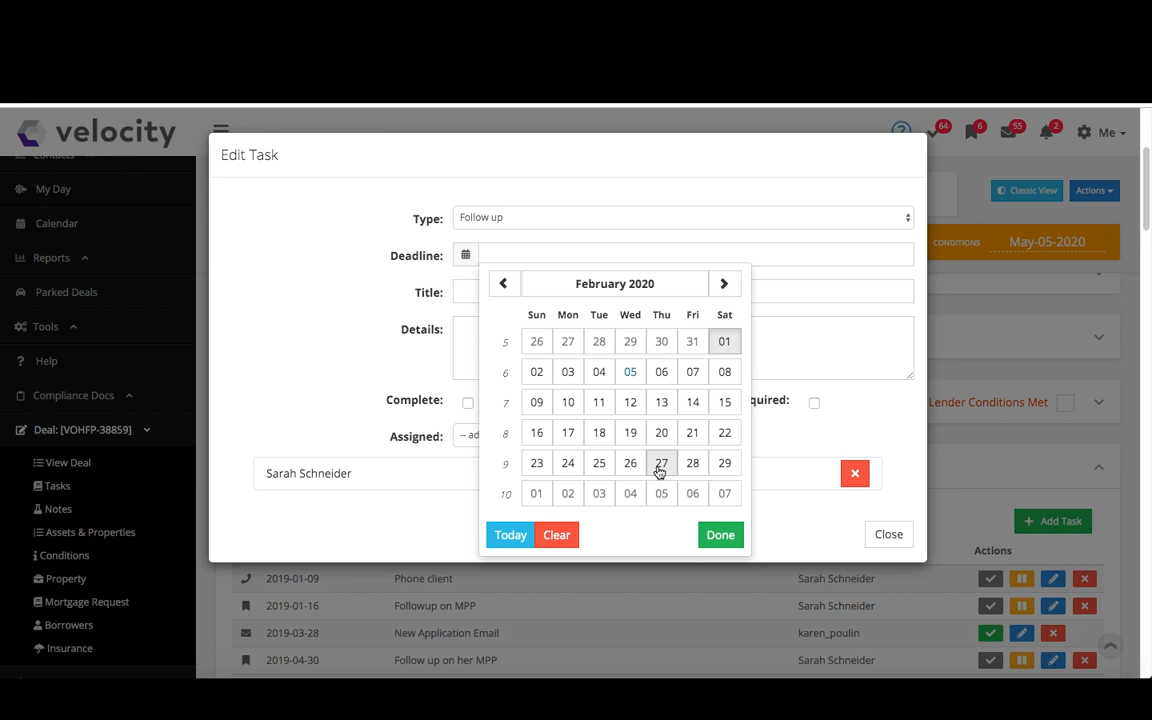 velocity
64
6
55
2
Me
Contacts
My Day
Calendar
Reports
Parked Deals
Tools
Help
Compliance Docs
Deal: [VOHFP-38859]
View Deal
Tasks
Notes
Assets & Properties
Conditions
Property
Mortgage Request
Borrowers
Insurance
Classic View
Actions
CONDITIONS
May-05-2020
Lender Conditions Met
Add Task
Actions
Edit Task
Type:
Follow up
Deadline:
Title:
Details:
Complete:
quired:
Assigned:
-- ad
Sarah Schneider
Close
February 2020
Sun Mon Tue Wed Thu Fri Sat
5 26 27 28 29 30 31 01
6 02 03 04 05 06 07 08
7 09 10 11 12 13 14 15
8 16 17 18 19 20 21 22
9 23 24 25 26 27 28 29
10 01 02 03 04 05 06 07
Today Clear Done
2019-01-09 Phone client Sarah Schneider
2019-01-16 Followup on MPP Sarah Schneider
2019-03-28 New Application Email karen_poulin
2019-04-30 Follow up on her MPP Sarah Schneider